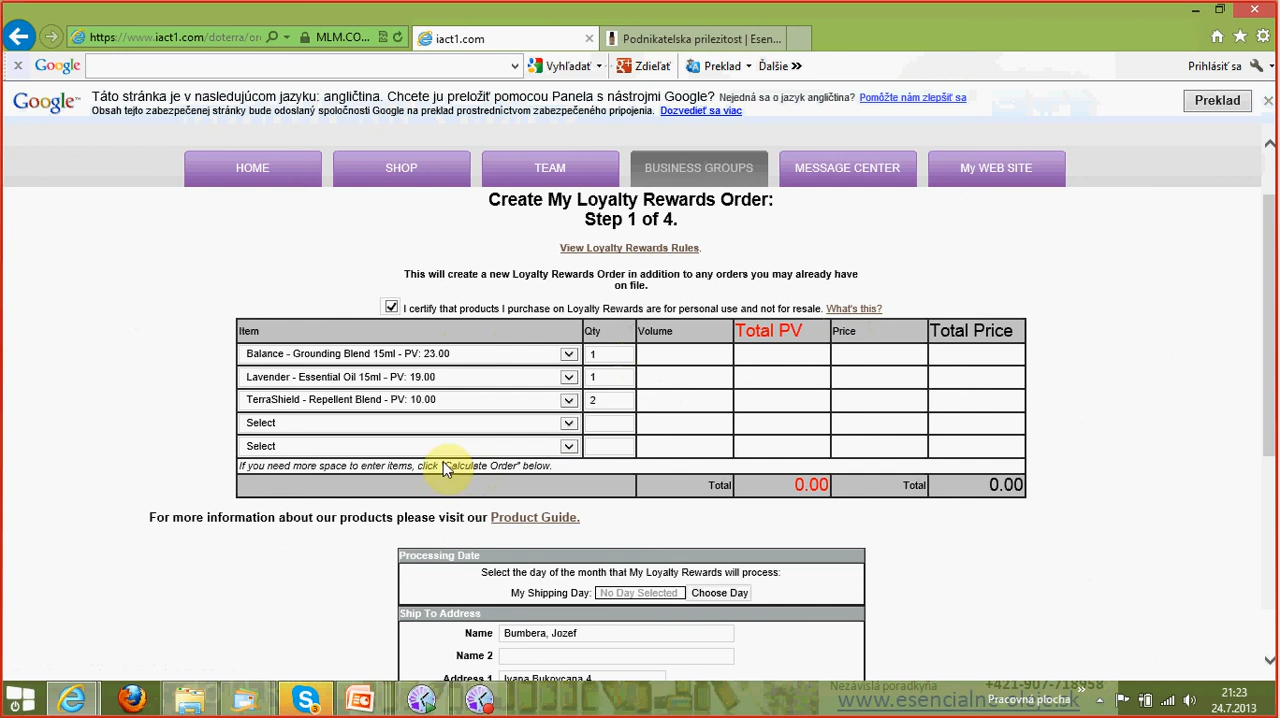 https://www.iact1.com/doterra/or
MLM.CO...
iact1.com
Podnikatelska prilezitost | Esen...
Google
Vyhľadať
Zdieľať
Preklad
Ďalšie »
Prihlásiť sa
Google™
Táto stránka je v nasledujúcom jazyku: angličtina. Chcete ju preložiť pomocou Panela s nástrojmi Google? Nejedná sa o jazyk angličtina? Pomôžte nám zlepšiť sa
Obsah tejto zabezpečenej stránky bude odoslaný spoločnosti Google na preklad prostredníctvom zabezpečeného pripojenia. Dozvedieť sa viac
Preklad
HOME
SHOP
TEAM
BUSINESS GROUPS
MESSAGE CENTER
My WEB SITE
Create My Loyalty Rewards Order:
Step 1 of 4.
View Loyalty Rewards Rules.
This will create a new Loyalty Rewards Order in addition to any orders you may already have
on file.
I certify that products I purchase on Loyalty Rewards are for personal use and not for resale. What's this?
Item Qty Volume Total PV Price Total Price
Balance - Grounding Blend 15ml - PV: 23.00 1
Lavender - Essential Oil 15ml - PV: 19.00 1
TerraShield - Repellent Blend - PV: 10.00 2
Select
Select
If you need more space to enter items, click "Calculate Order" below.
Total 0.00 Total 0.00
For more information about our products please visit our Product Guide.
Processing Date
Select the day of the month that My Loyalty Rewards will process:
My Shipping Day: No Day Selected Choose Day
Ship To Address
Name Bumbera, Jozef
Name 2
Address 1 Ivana Bukovcana 4
Nezávislá poradkyňa
+421-907-718958
Pracovná plocha »
21:23
24.7.2013